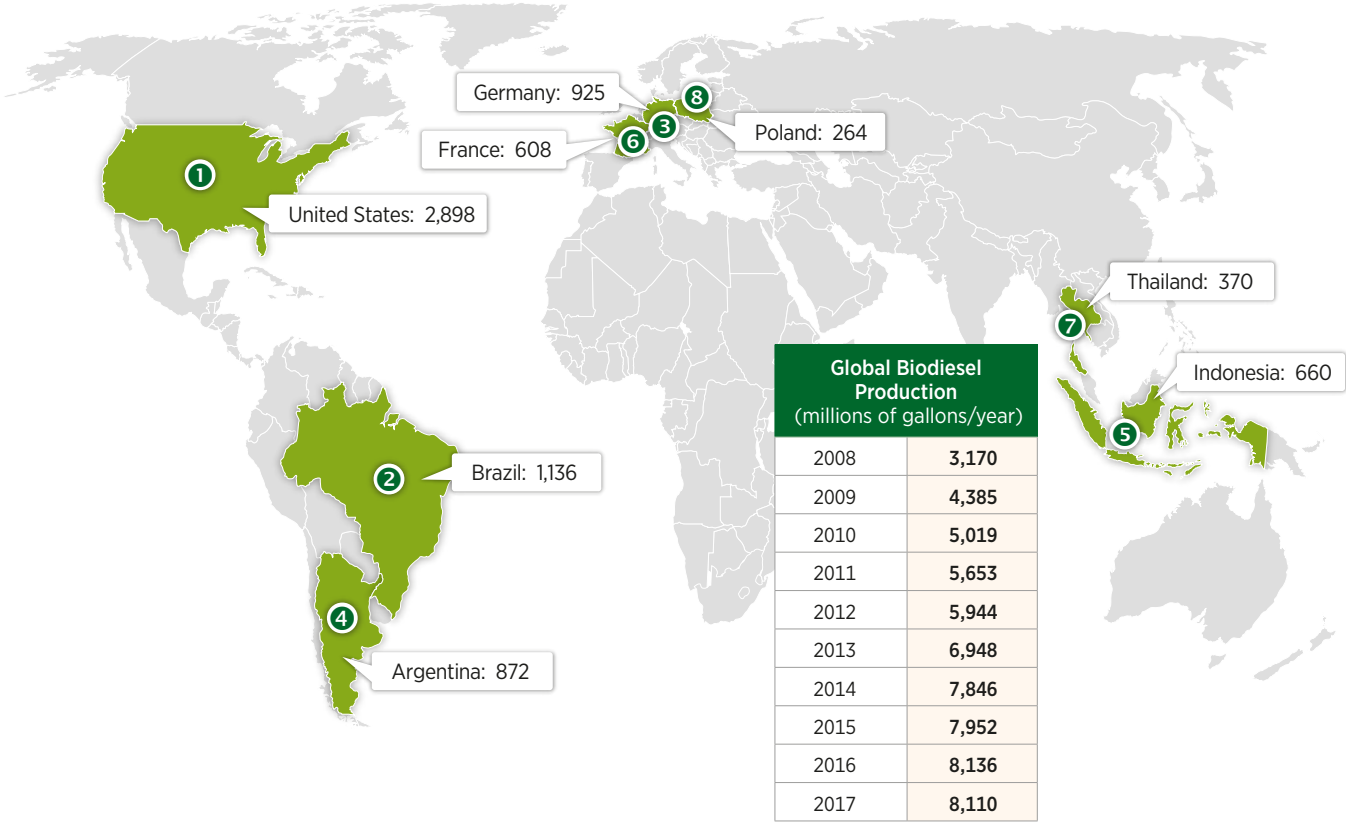 Germany: 925
8
3
Poland: 264
France: 608
6
1
United States: 2,898
Thailand: 370
7
Indonesia: 660
5
2
Brazil: 1,136
4
Argentina: 872
Global Biodiesel
Production
(millions of gallons/year)
2008 3,170
2009 4,385
2010 5,019
2011 5,653
2012 5,944
2013 6,948
2014 7,846
2015 7,952
2016 8,136
2017 8,110